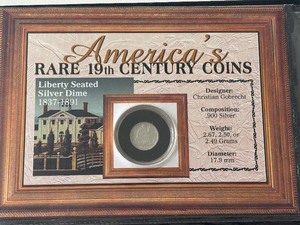 America's
RARE 19th CENTURY COINS
Liberty Seated
Silver Dime
1837-1891
Designer:
Christian Gobrecht
Composition:
.900 Silver
Weight:
2.67, 2.50, or
2.49 Grams
Diameter:
17.9 mm